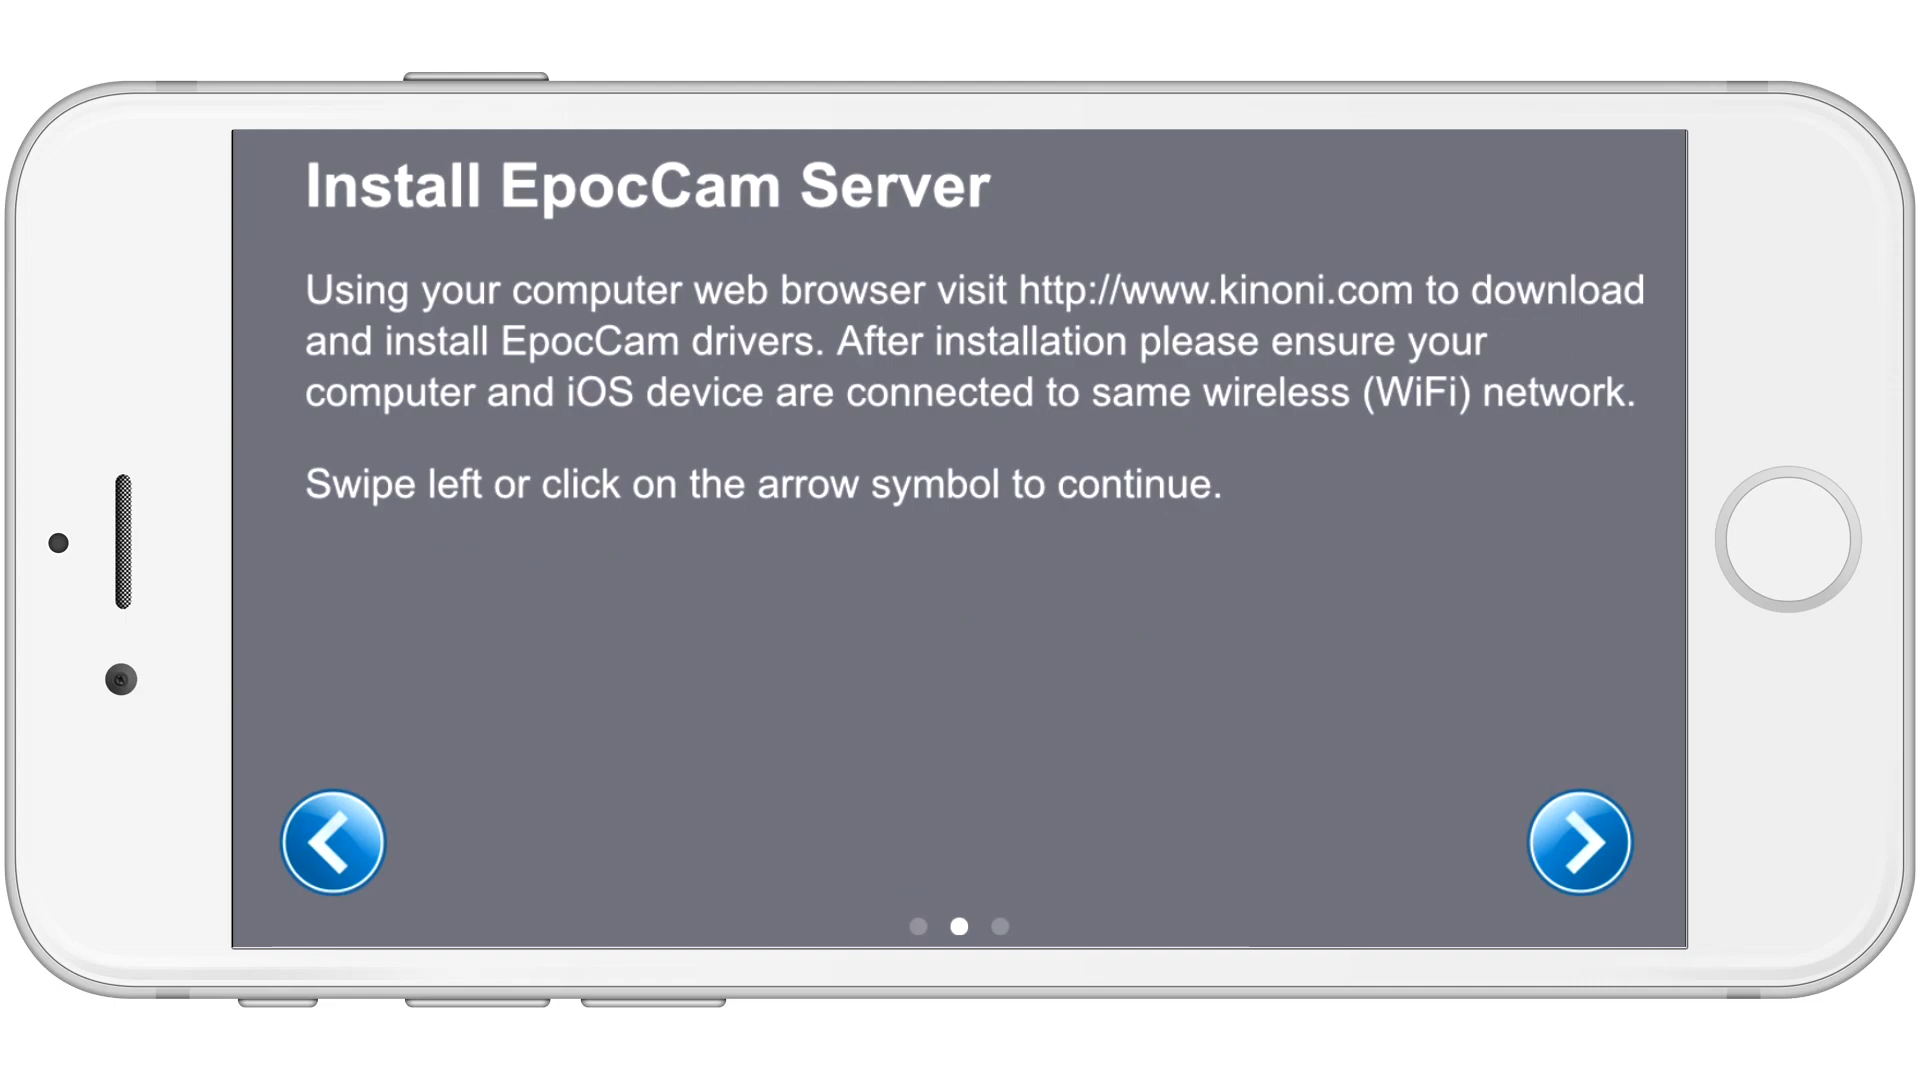 Install EpocCam Server
Using your computer web browser visit http://www.kinoni.com to download
and install EpocCam drivers. After installation please ensure your
computer and iOS device are connected to same wireless (WiFi) network.
Swipe left or click on the arrow symbol to continue.